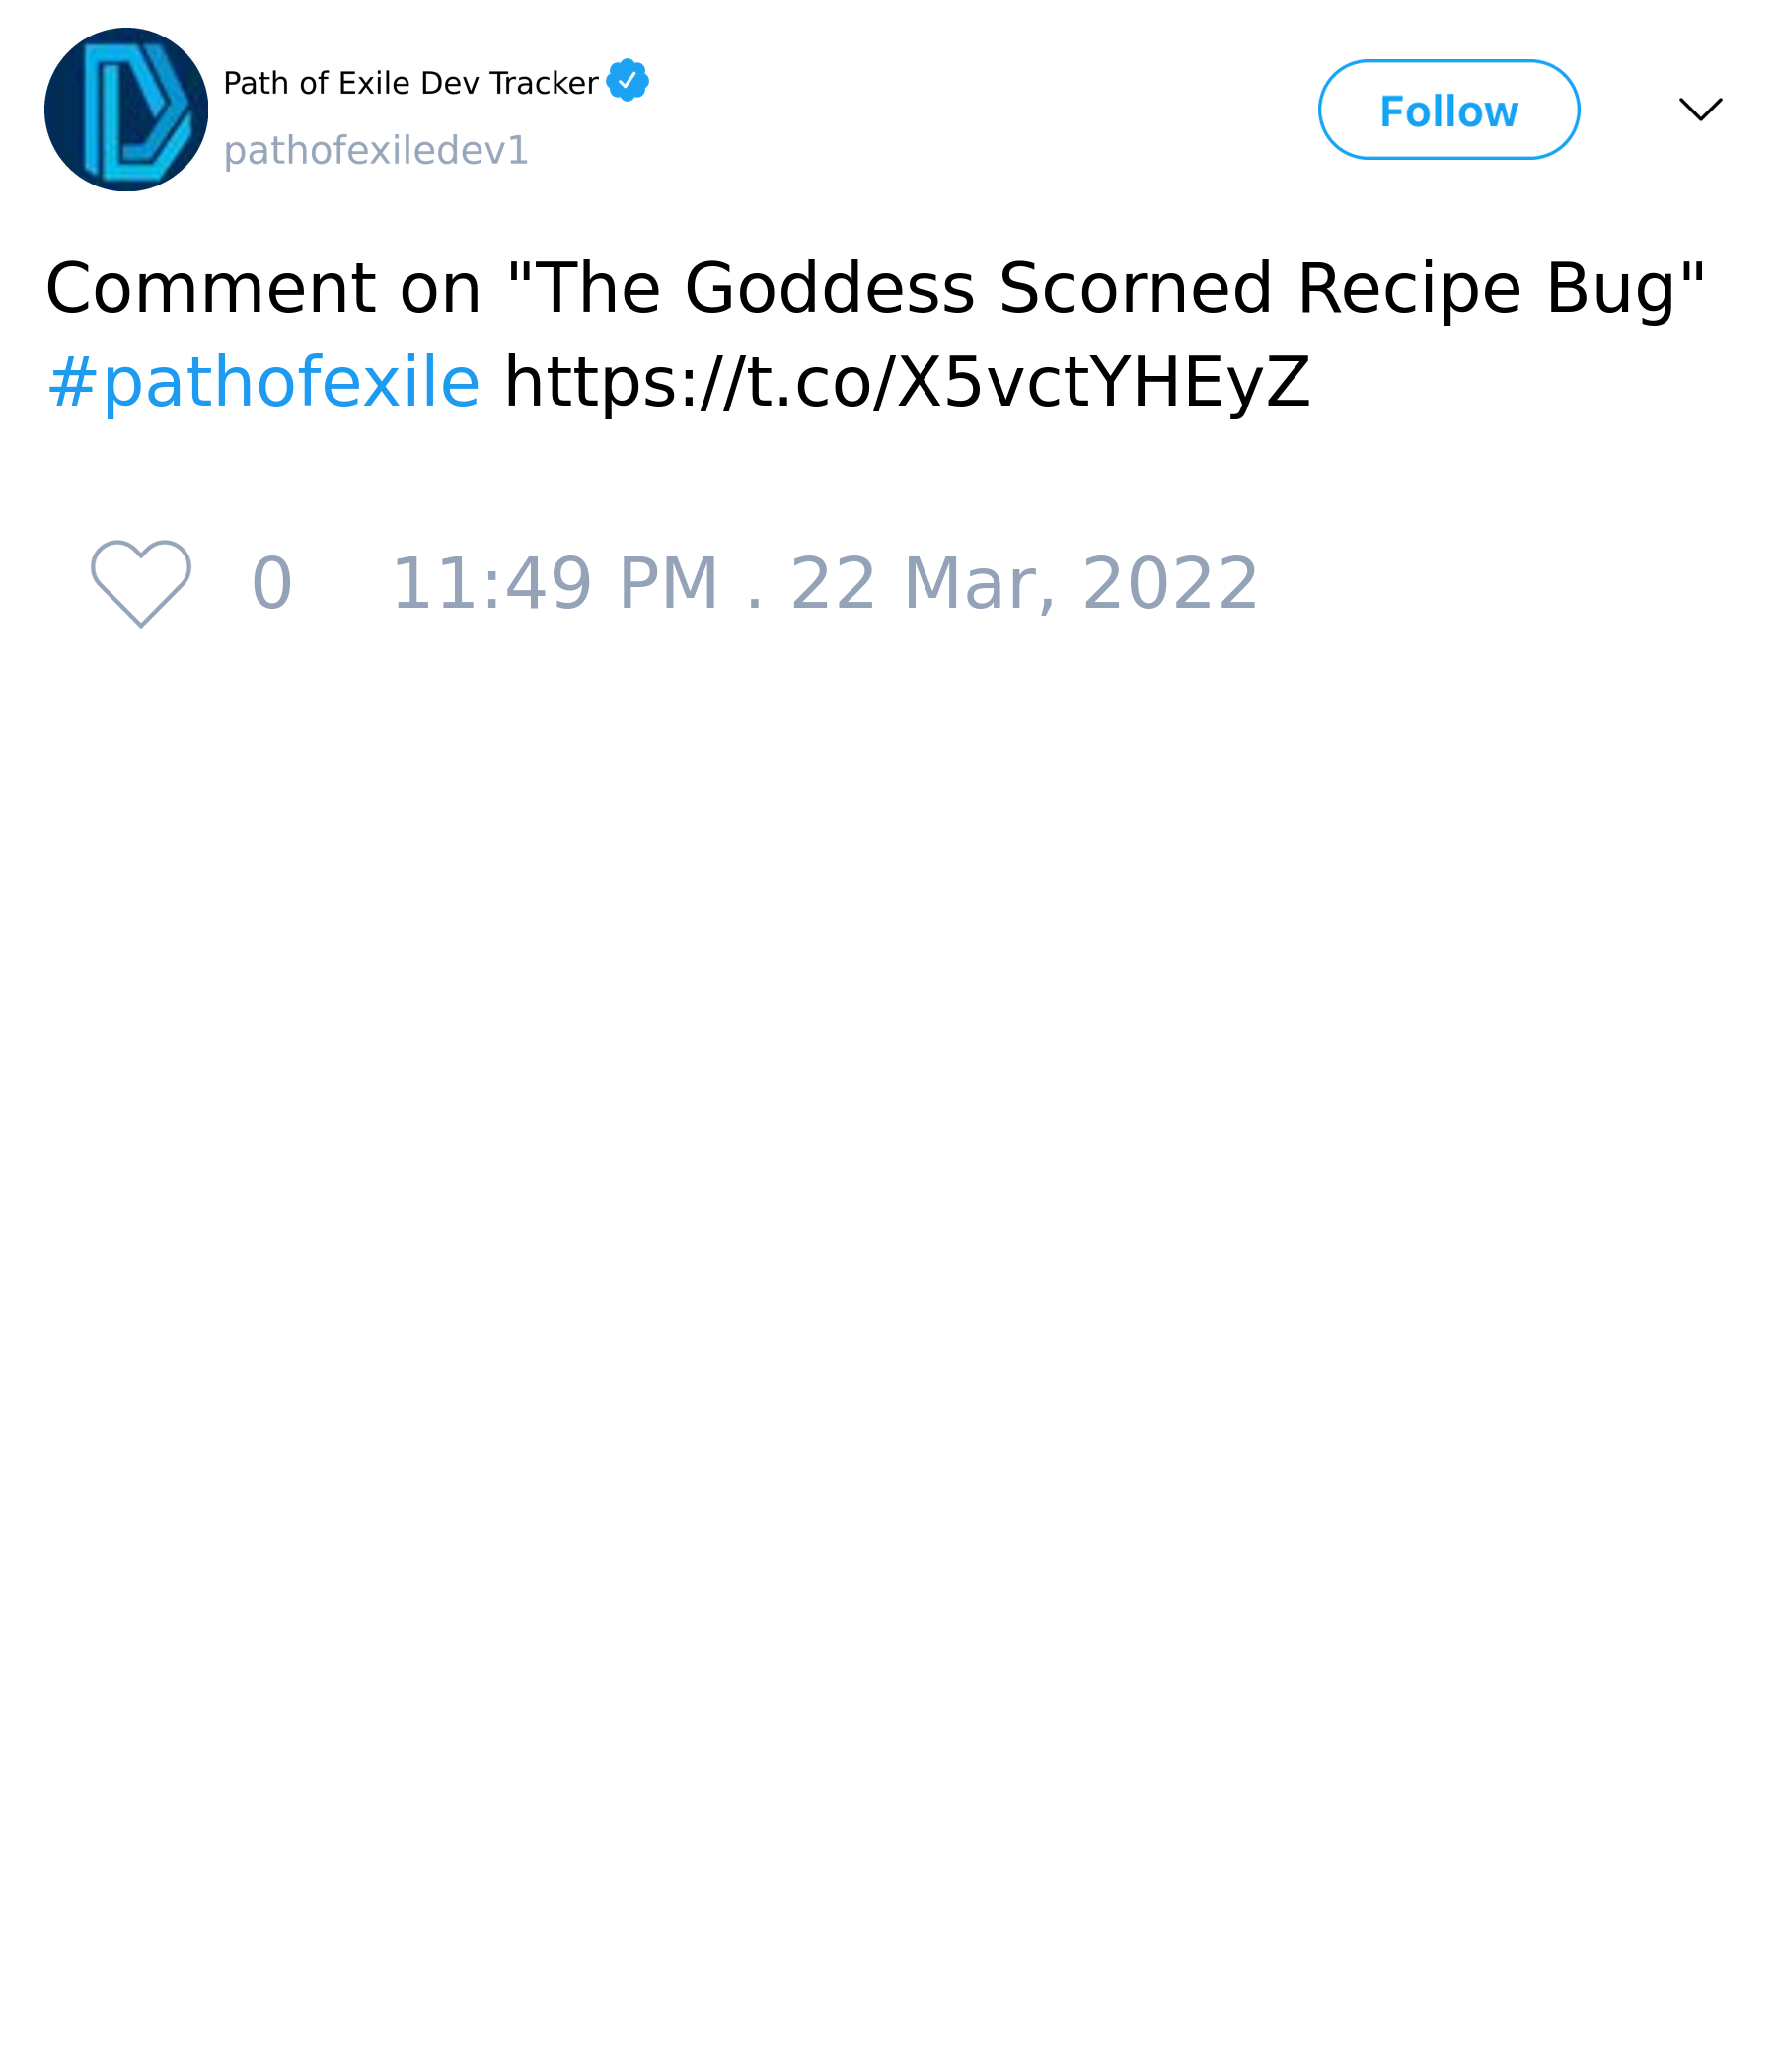 Path of Exile Dev Tracker
pathofexiledev1
Follow
Comment on "The Goddess Scorned Recipe Bug"
#pathofexile https://t.co/X5vctYHEyZ
0 11:49 PM . 22 Mar, 2022